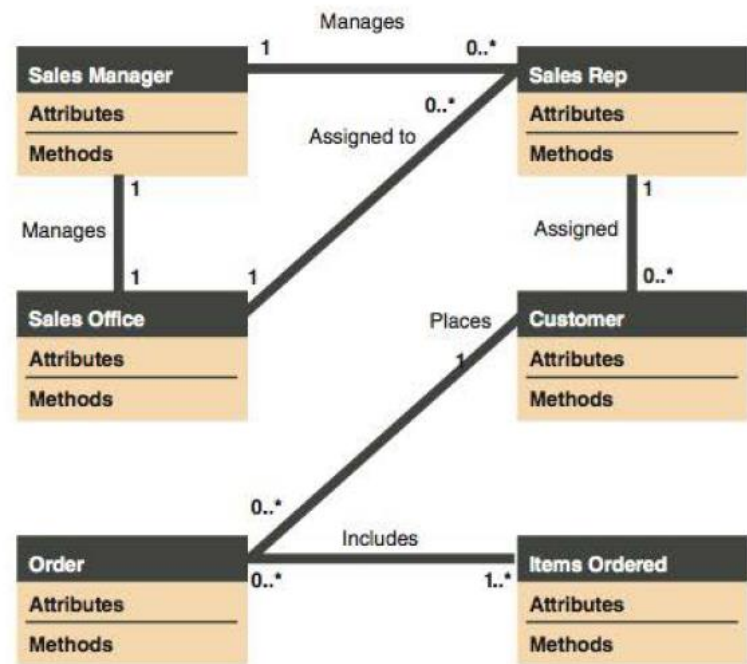 Manages
1 0..*
Sales Manager
Attributes
Methods
Sales Rep
Attributes
Methods
0..*
Assigned to
1
1
Manages
Assigned
1
1
0..*
Sales Office
Attributes
Methods
Places
1
Customer
Attributes
Methods
0..*
Includes
0..* 1..*
Order
Attributes
Methods
Items Ordered
Attributes
Methods